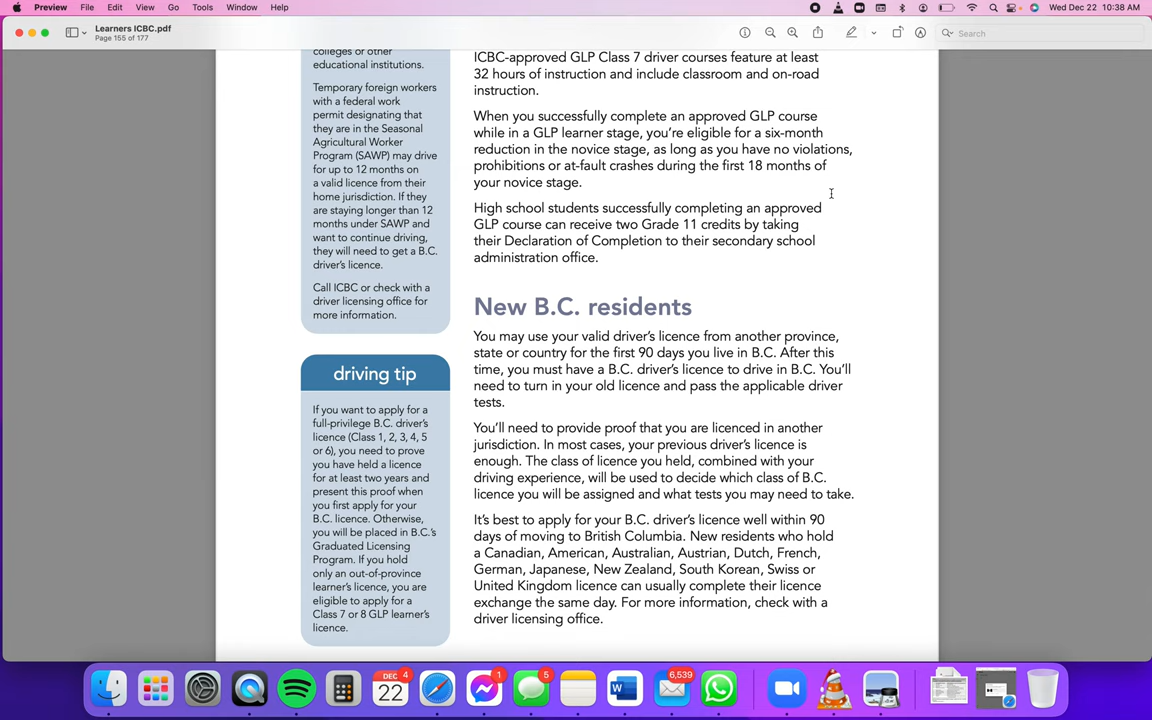 Preview File Edit View Go Tools Window Help Wed Dec 22 10:38 AM
Learners ICBC.pdf
Page 155 of 177
Search
colleges or other
educational institutions.
Temporary foreign workers
with a federal work
permit designating that
they are in the Seasonal
Agricultural Worker
Program (SAWP) may drive
for up to 12 months on
a valid licence from their
home jurisdiction. If they
are staying longer than 12
months under SAWP and
want to continue driving,
they will need to get a B.C.
driver's licence.
Call ICBC or check with a
driver licensing office for
more information.
driving tip
If you want to apply for a
full-privilege B.C. driver's
licence (Class 1, 2, 3, 4, 5
or 6), you need to prove
you have held a licence
for at least two years and
present this proof when
you first apply for your
B.C. licence. Otherwise,
you will be placed in B.C.'s
Graduated Licensing
Program. If you hold
only an out-of-province
learner's licence, you are
eligible to apply for a
Class 7 or 8 GLP learner's
licence.
ICBC-approved GLP Class 7 driver courses feature at least
32 hours of instruction and include classroom and on-road
instruction.
When you successfully complete an approved GLP course
while in a GLP learner stage, you're eligible for a six-month
reduction in the novice stage, as long as you have no violations,
prohibitions or at-fault crashes during the first 18 months of
your novice stage.
High school students successfully completing an approved
GLP course can receive two Grade 11 credits by taking
their Declaration of Completion to their secondary school
administration office.
New B.C. residents
You may use your valid driver's licence from another province,
state or country for the first 90 days you live in B.C. After this
time, you must have a B.C. driver's licence to drive in B.C. You'll
need to turn in your old licence and pass the applicable driver
tests.
You'll need to provide proof that you are licenced in another
jurisdiction. In most cases, your previous driver's licence is
enough. The class of licence you held, combined with your
driving experience, will be used to decide which class of B.C.
licence you will be assigned and what tests you may need to take.
It's best to apply for your B.C. driver's licence well within 90
days of moving to British Columbia. New residents who hold
a Canadian, American, Australian, Austrian, Dutch, French,
German, Japanese, New Zealand, South Korean, Swiss or
United Kingdom licence can usually complete their licence
exchange the same day. For more information, check with a
driver licensing office.
DEC 4
22
1
5
6,539